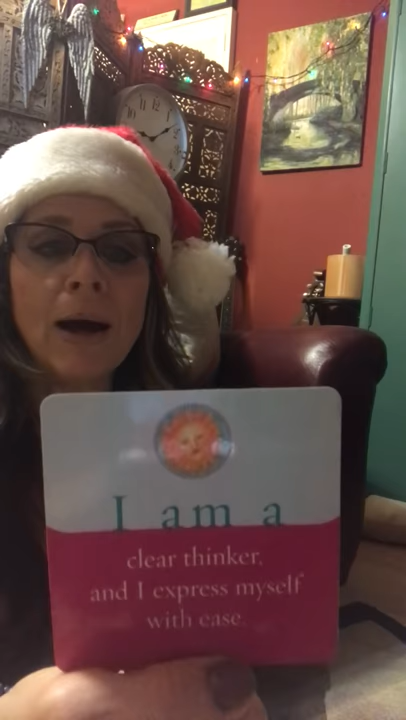 I am a
clear thinker,
and I express myself
with ease.